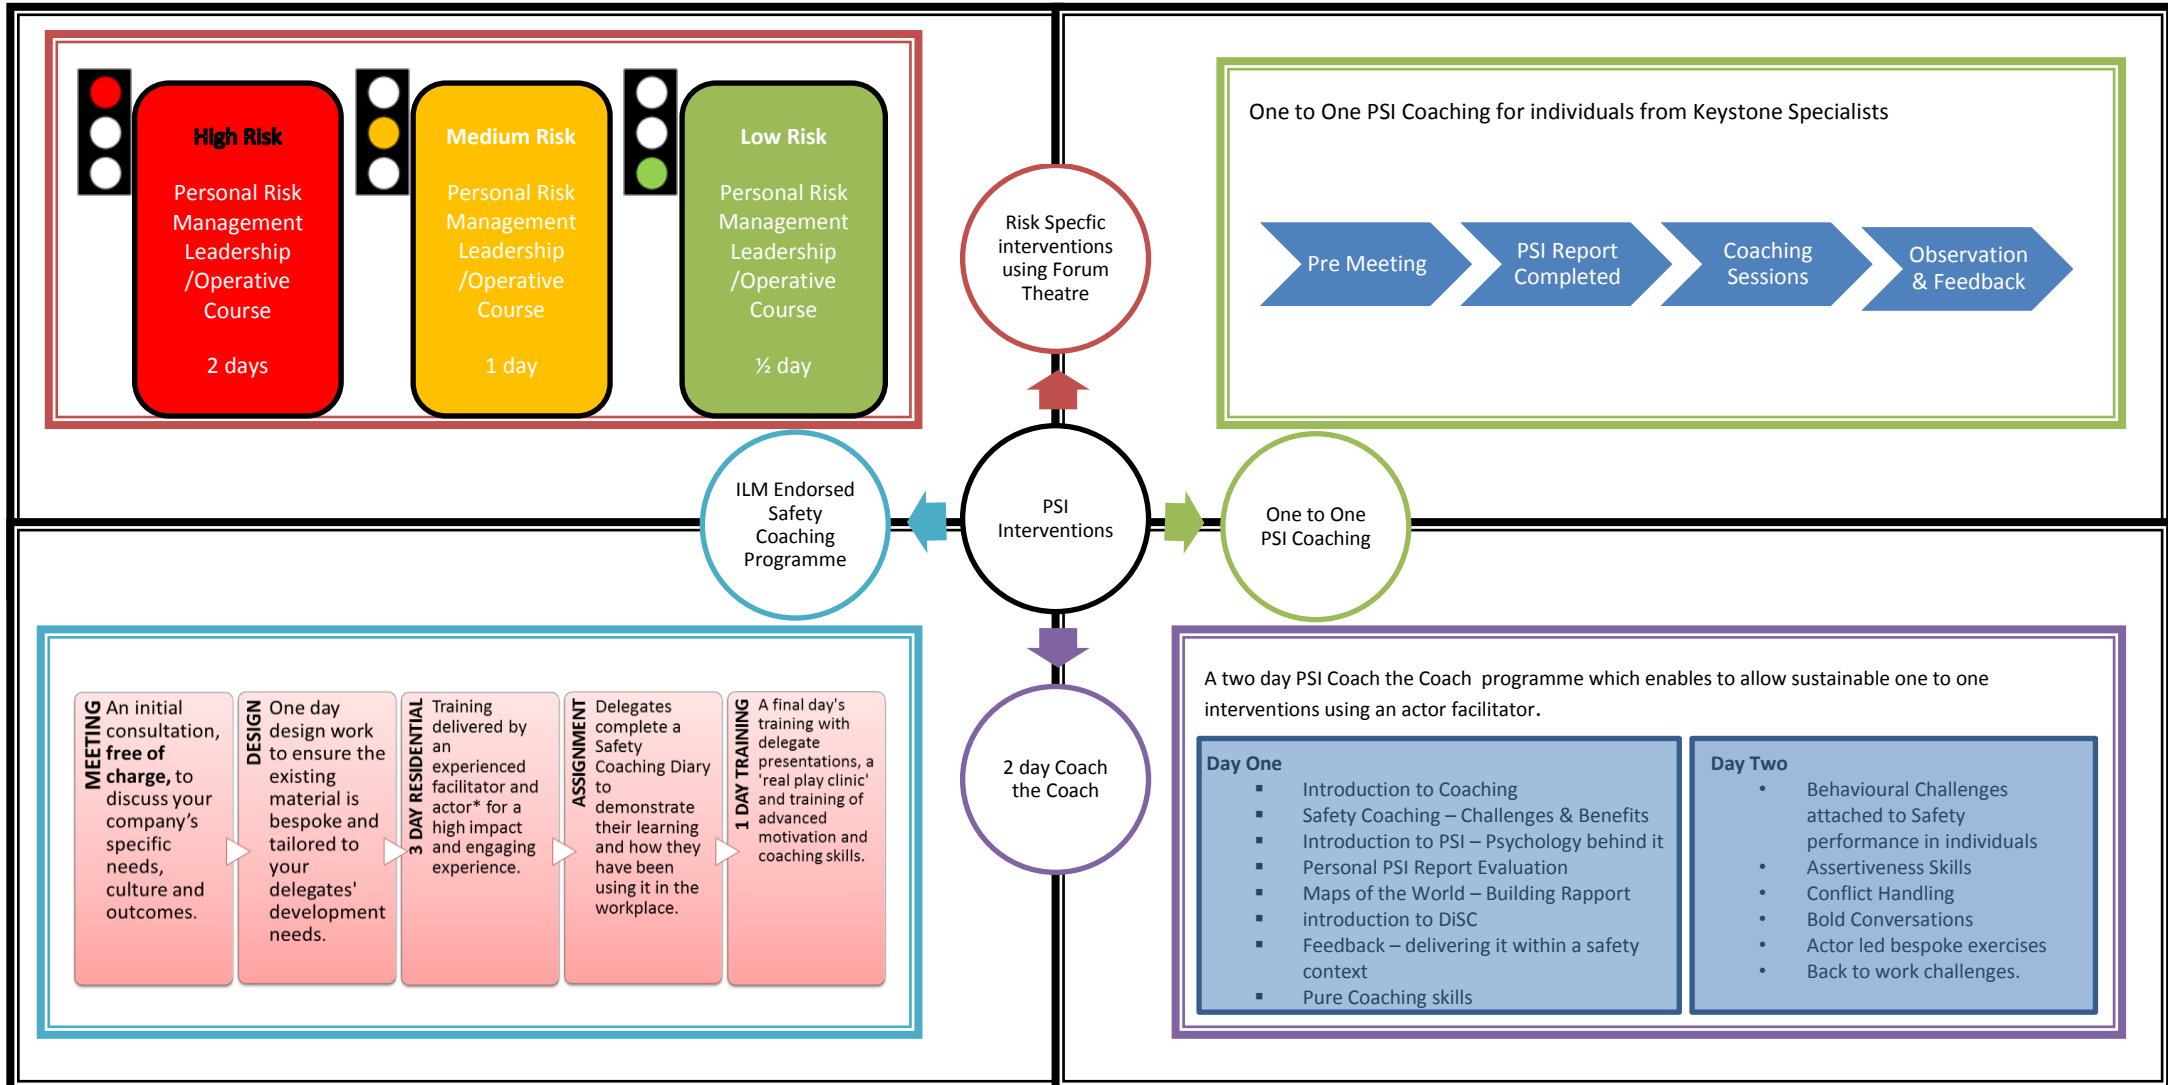 High Risk
Personal Risk
Management
Leadership
/Operative
Course
2 days
Medium Risk
Personal Risk
Management
Leadership
/Operative
Course
1 day
Low Risk
Personal Risk
Management
Leadership
/Operative
Course
½ day
Risk Specfic
interventions
using Forum
Theatre
One to One PSI Coaching for individuals from Keystone Specialists
Pre Meeting
PSI Report
Completed
Coaching
Sessions
Observation
& Feedback
ILM Endorsed
Safety
Coaching
Programme
PSI
Interventions
One to One
PSI Coaching
MEETING
An initial
consultation,
free of
charge, to
discuss your
company’s
specific
needs,
culture and
outcomes.
DESIGN
One day
design work
to ensure the
existing
material is
bespoke and
tailored to
your
delegates'
development
needs.
3 DAY RESIDENTIAL
Training
delivered by
an
experienced
facilitator and
actor* for a
high impact
and engaging
experience.
ASSIGNMENT
Delegates
complete a
Safety
Coaching Diary
to
demonstrate
their learning
and how they
have been
using it in the
workplace.
1 DAY TRAINING
A final day's
training with
delegate
presentations, a
'real play clinic'
and training of
advanced
motivation and
coaching skills.
2 day Coach
the Coach
A two day PSI Coach the Coach programme which enables to allow sustainable one to one
interventions using an actor facilitator.
Day One
▪ Introduction to Coaching
▪ Safety Coaching – Challenges & Benefits
▪ Introduction to PSI – Psychology behind it
▪ Personal PSI Report Evaluation
▪ Maps of the World – Building Rapport
▪ introduction to DiSC
▪ Feedback – delivering it within a safety
context
▪ Pure Coaching skills
Day Two
• Behavioural Challenges
attached to Safety
performance in individuals
• Assertiveness Skills
• Conflict Handling
• Bold Conversations
• Actor led bespoke exercises
• Back to work challenges.